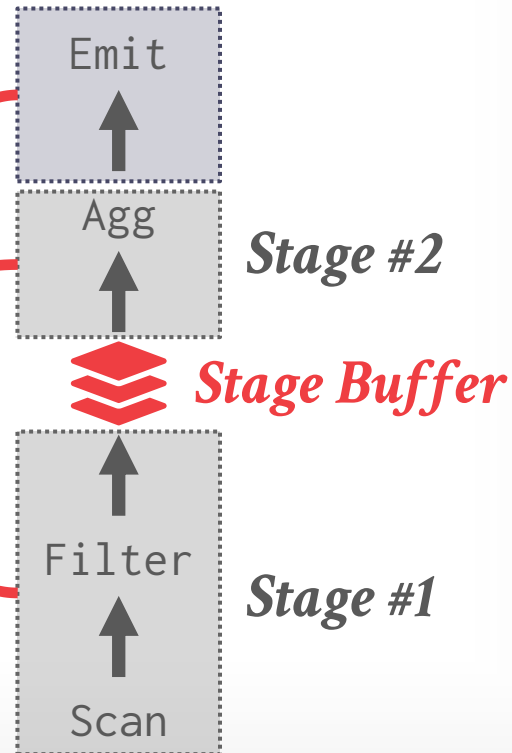 Emit
Agg
Stage #2
Stage Buffer
Filter
Stage #1
Scan